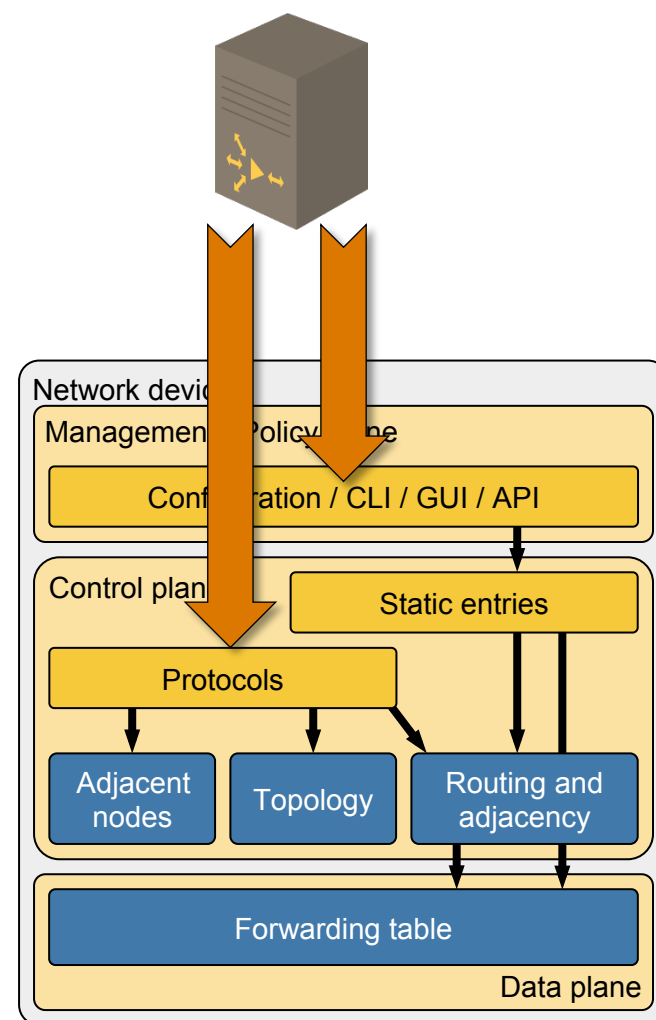 Network devic
Management Policy ne
Conf ration / CLI / GUI / API
Control plan
Static entries
Protocols
Adjacent
nodes
Topology
Routing and
adjacency
Forwarding table
Data plane